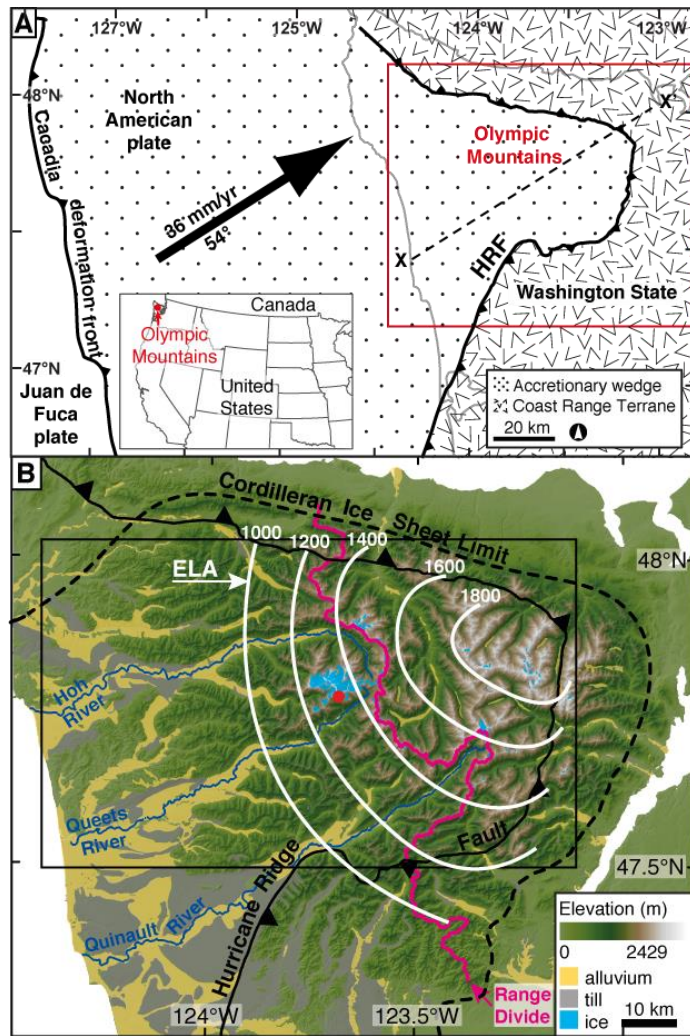 A
127°W
125°W
124°W
123°W
48°N
North
American
plate
Olympic
Mountains
X'
36 mm/yr
54°
X
HRF
Cacadia
deformation front
Washington State
Canada
Olympic
Mountains
United
States
47°N
Juan de
Fuca
plate
Accretionary wedge
Coast Range Terrane
20 km
B
Cordilleran Ice Sheet Limit
1000
1200
1400
1600
1800
48°N
ELA
Hoh
River
Queets
River
Fault
47.5°N
Quinault River
Hurricane Ridge
Elevation (m)
0 2429
alluvium
till
ice
10 km
Range
Divide
124°W
123.5°W